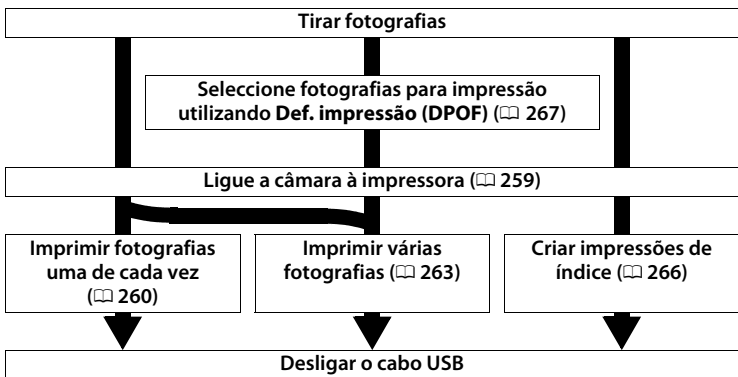 Tirar fotografias
Seleccione fotografias para impressão
utilizando Def. impressão (DPOF) (📖 267)
Ligue a câmara à impressora (📖 259)
Imprimir fotografias
uma de cada vez
(📖 260)
Imprimir várias
fotografias (📖 263)
Criar impressões de
índice (📖 266)
Desligar o cabo USB